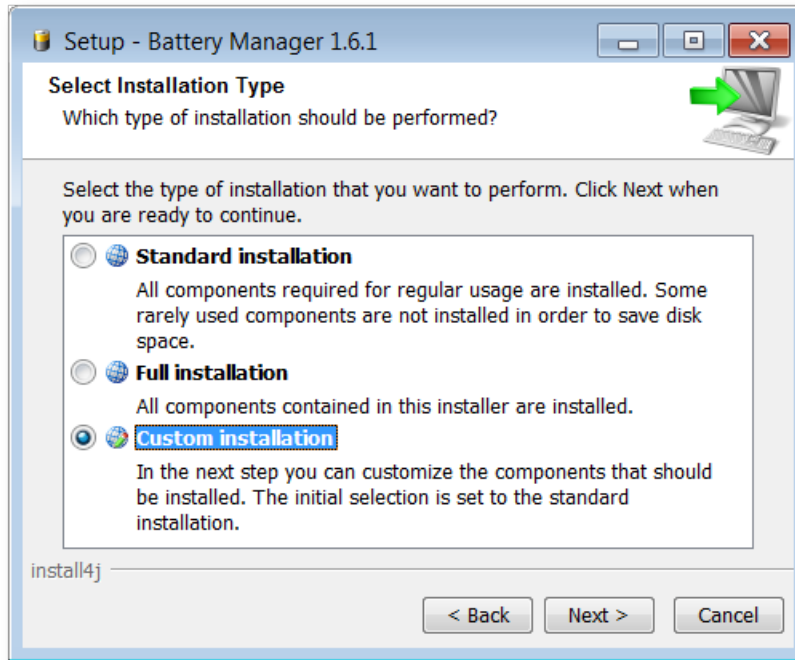 Setup - Battery Manager 1.6.1
Select Installation Type
Which type of installation should be performed?
Select the type of installation that you want to perform. Click Next when
you are ready to continue.
Standard installation
All components required for regular usage are installed. Some
rarely used components are not installed in order to save disk
space.
Full installation
All components contained in this installer are installed.
Custom installation
In the next step you can customize the components that should
be installed. The initial selection is set to the standard
installation.
install4j
< Back Next > Cancel